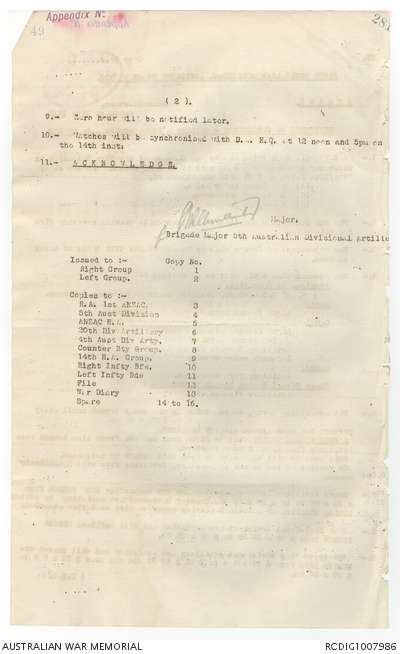 Appendix No
49
281
( 2 ).
9.- Zero hour will be notified later.
10.- Watches will be synchronised with D.A. H.Q. at 12 noon and 5pm on
the 14th inst:
11.- A C K N O W L E D G E.
Major.
Brigade Major 5th Australian Divisional Artille
Issued to :- Copy No.
Right Group 1
Left Group. 2
Copies to :-
R.A. 1st ANZAC. 3
5th Aust Division 4
ANZAC H.A. 5
20th Div Artillery 6
4th Aust Div Arty. 7
Counter Bty Group. 8
14th H.A. Group. 9
Right Infty Bde. 10
Left Infty Bde 11
File 12
War Diary 13
Spare 14 to 16.
AUSTRALIAN WAR MEMORIAL
RCDIG1007986